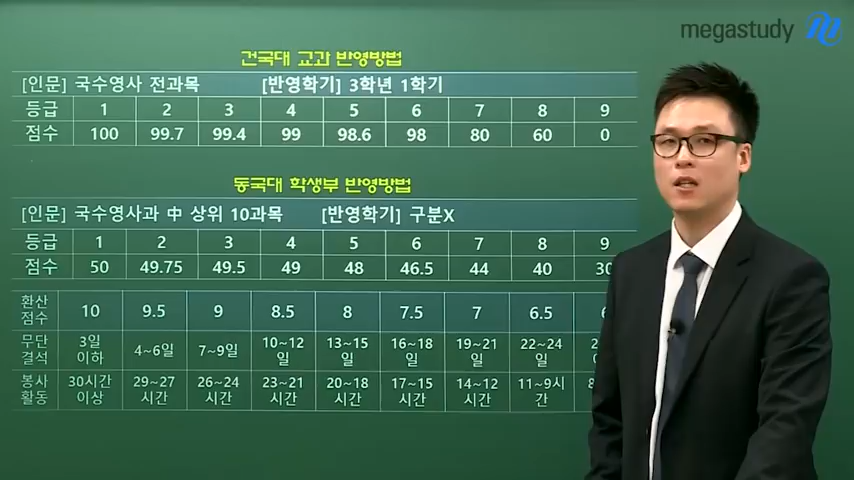 megastudy
건국대 교과 반영방법
[인문] 국수영사 전과목 [반영학기] 3학년 1학기
등급 1 2 3 4 5 6 7 8 9
점수 100 99.7 99.4 99 98.6 98 80 60 0
동국대 학생부 반영방법
[인문] 국수영사과 中 상위 10과목 [반영학기] 구분X
등급 1 2 3 4 5 6 7 8 9
점수 50 49.75 49.5 49 48 46.5 44 40 30
환산점수 10 9.5 9 8.5 8 7.5 7 6.5
무단결석 3일이하 4~6일 7~9일 10~12일 13~15일 16~18일 19~21일 22~24일
봉사활동 30시간이상 29~27시간 26~24시간 23~21시간 20~18시간 17~15시간 14~12시간 11~9시간